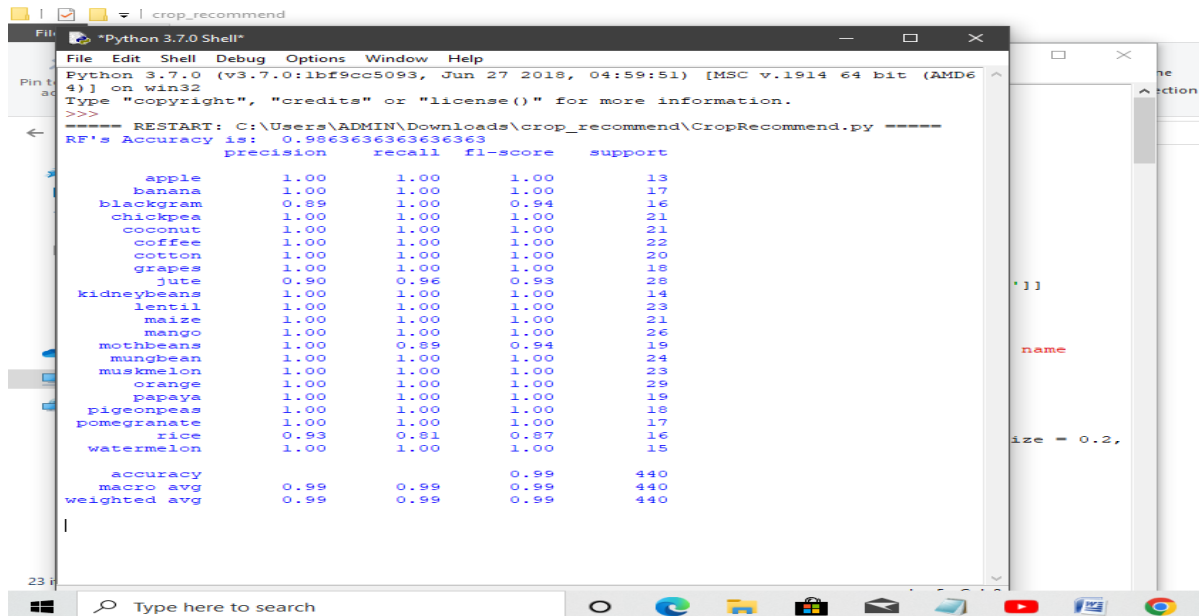 crop_recommend
File
*Python 3.7.0 Shell*
File Edit Shell Debug Options Window Help
Python 3.7.0 (v3.7.0:1bf9cc5093, Jun 27 2018, 04:59:51) [MSC v.1914 64 bit (AMD6
4)] on win32
Type "copyright", "credits" or "license()" for more information.
>>>
===== RESTART: C:\Users\ADMIN\Downloads\crop_recommend\CropRecommend.py =====
RF's Accuracy is: 0.9863636363636363
precision recall f1-score support
apple 1.00 1.00 1.00 13
banana 1.00 1.00 1.00 17
blackgram 0.89 1.00 0.94 16
chickpea 1.00 1.00 1.00 21
coconut 1.00 1.00 1.00 21
coffee 1.00 1.00 1.00 22
cotton 1.00 1.00 1.00 20
grapes 1.00 1.00 1.00 18
jute 0.90 0.96 0.93 28
kidneybeans 1.00 1.00 1.00 14
lentil 1.00 1.00 1.00 23
maize 1.00 1.00 1.00 21
mango 1.00 1.00 1.00 26
mothbeans 1.00 0.89 0.94 19
mungbean 1.00 1.00 1.00 24
muskmelon 1.00 1.00 1.00 23
orange 1.00 1.00 1.00 29
papaya 1.00 1.00 1.00 19
pigeonpeas 1.00 1.00 1.00 18
pomegranate 1.00 1.00 1.00 17
rice 0.93 0.81 0.87 16
watermelon 1.00 1.00 1.00 15
accuracy 0.99 440
macro avg 0.99 0.99 0.99 440
weighted avg 0.99 0.99 0.99 440
Pin t
ection
']]
name
ize = 0.2,
23 i
Type here to search